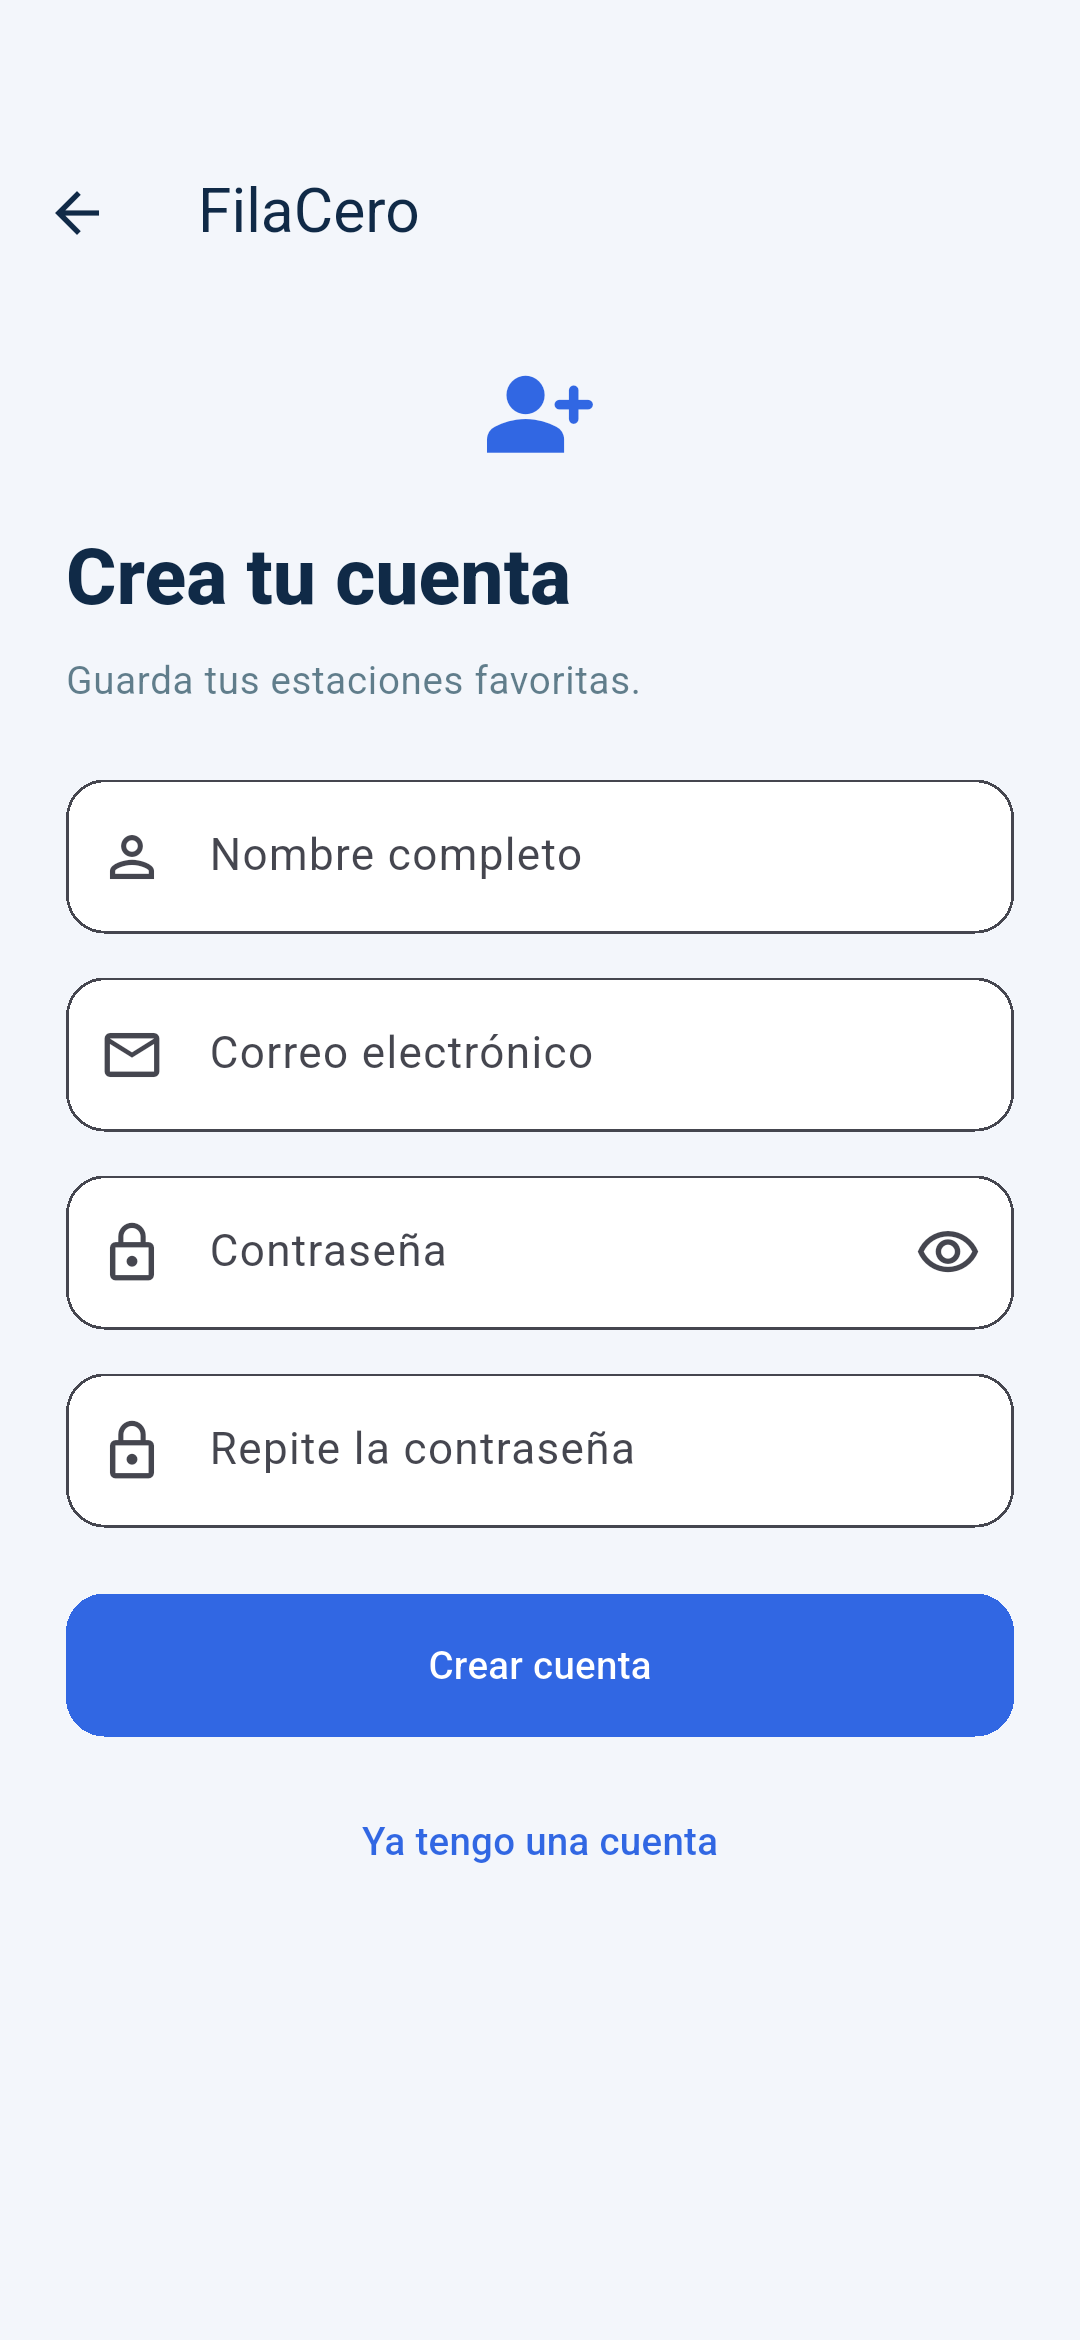 FilaCero
Crea tu cuenta
Guarda tus estaciones favoritas.
Nombre completo
Correo electrónico
Contraseña
Repite la contraseña
Crear cuenta
Ya tengo una cuenta